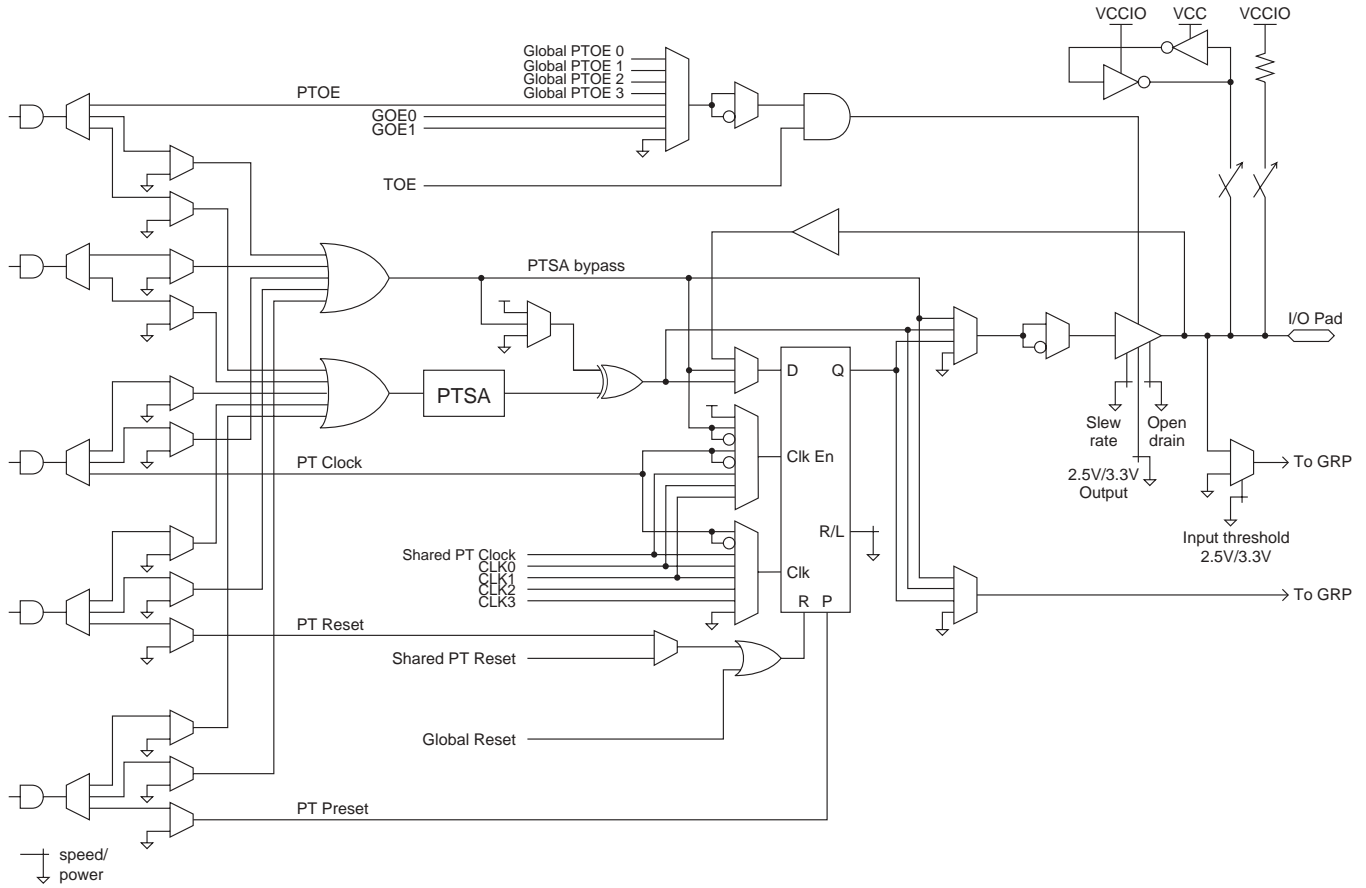 VCCIO
VCC
VCCIO
Global PTOE 0
Global PTOE 1
Global PTOE 2
Global PTOE 3
PTOE
GOE0
GOE1
TOE
PTSA bypass
I/O Pad
D
Q
PTSA
Slew
rate
Open
drain
PT Clock
Clk En
To GRP
2.5V/3.3V
Output
R/L
Input threshold
2.5V/3.3V
Shared PT Clock
CLK0
CLK1
CLK2
CLK3
Clk
To GRP
R
P
PT Reset
Shared PT Reset
Global Reset
PT Preset
speed/
power